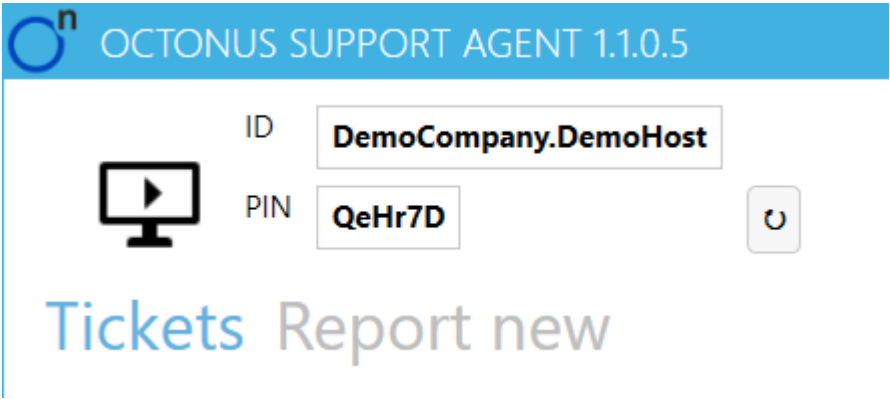 n
OCTONUS SUPPORT AGENT 1.1.0.5
ID
DemoCompany.DemoHost
PIN
QeHr7D
Tickets Report new